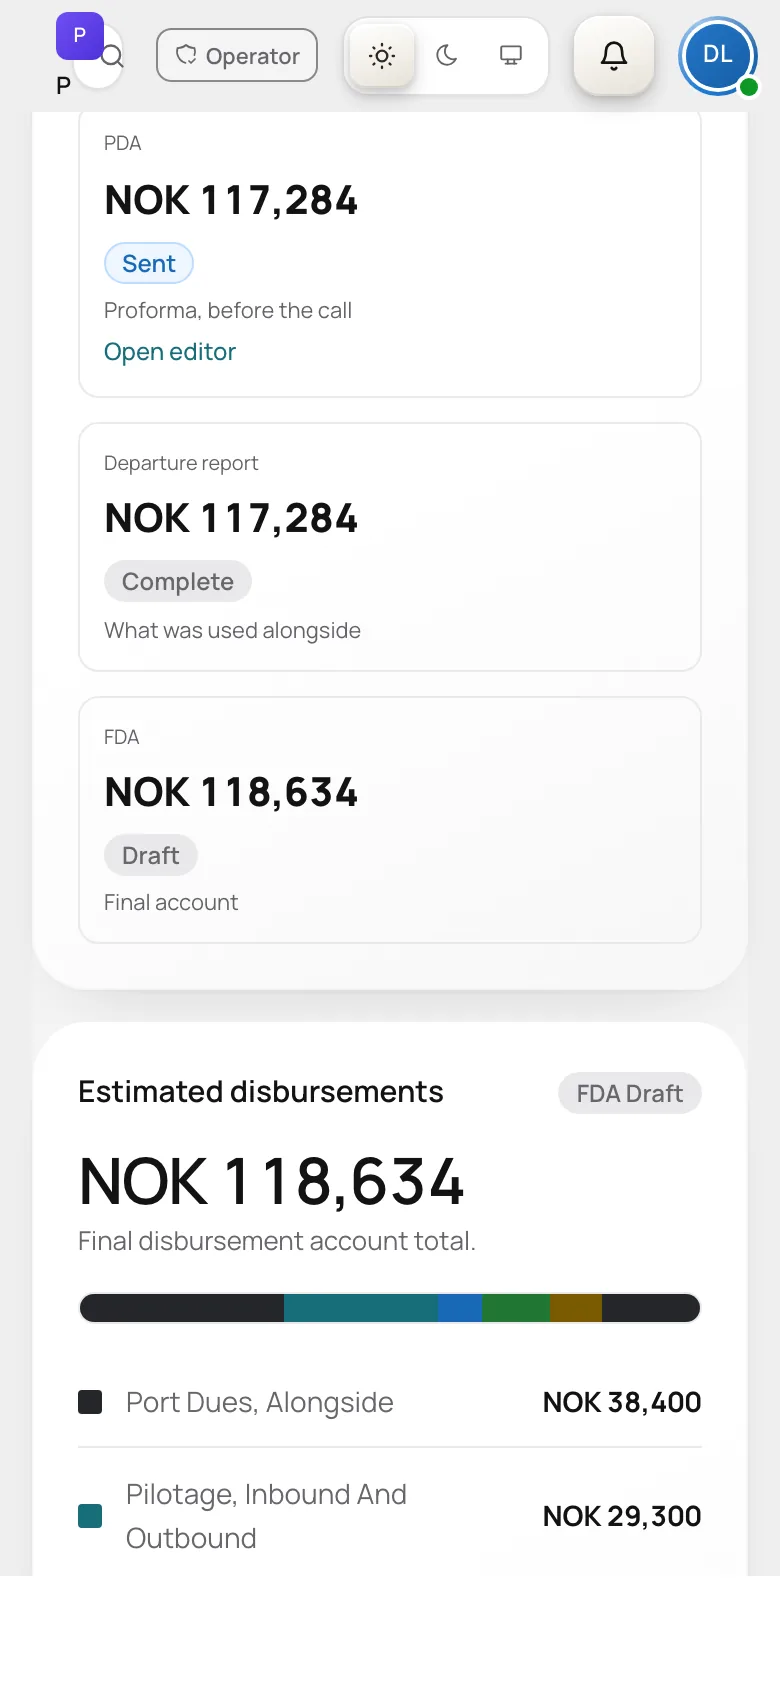 P
P
Operator
DL
PDA
NOK 117,284
Sent
Proforma, before the call
Open editor
Departure report
NOK 117,284
Complete
What was used alongside
FDA
NOK 118,634
Draft
Final account
Estimated disbursements
FDA Draft
NOK 118,634
Final disbursement account total.
Port Dues, Alongside
NOK 38,400
Pilotage, Inbound And
Outbound
NOK 29,300